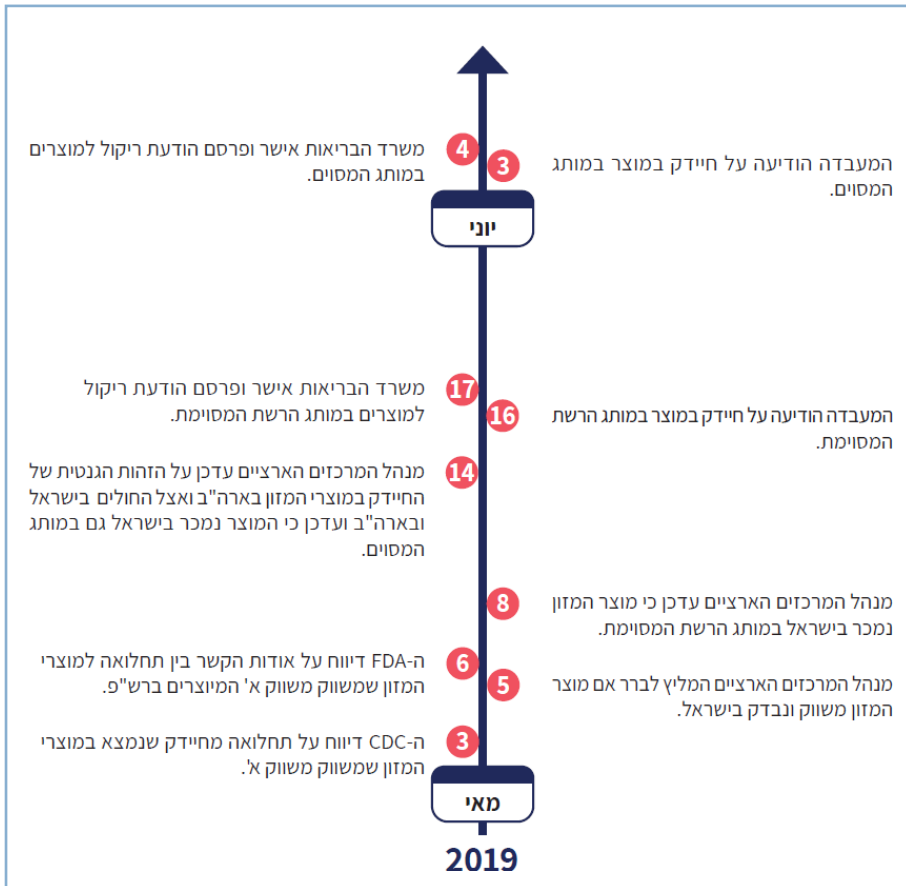 4
משרד הבריאות אישר ופרסם הודעת ריקול למוצרים
במותג המסוים.
3
המעבדה הודיעה על חיידק במוצר במותג
המסוים.
יוני
17
משרד הבריאות אישר ופרסם הודעת ריקול
למוצרים במותג הרשת המסוימת.
16
המעבדה הודיעה על חיידק במוצר במותג הרשת
המסוימת.
14
מנהל המרכזים הארציים עדכן על הזהות הגנטית של
החיידק במוצרי המזון בארה"ב ואצל החולים בישראל
ובארה"ב ועדכן כי המוצר נמכר בישראל גם במותג
המסוים.
8
מנהל המרכזים הארציים עדכן כי מוצר המזון
נמכר בישראל במותג הרשת המסוימת.
6
ה-FDA דיווח על אודות הקשר בין תחלואה למוצרי
המזון שמשווק משווק א' המיוצרים ברש"פ.
5
מנהל המרכזים הארציים המליץ לברר אם מוצר
המזון משווק ונבדק בישראל.
3
ה-CDC דיווח על תחלואה מחיידק שנמצא במוצרי
המזון שמשווק משווק א'.
מאי
2019